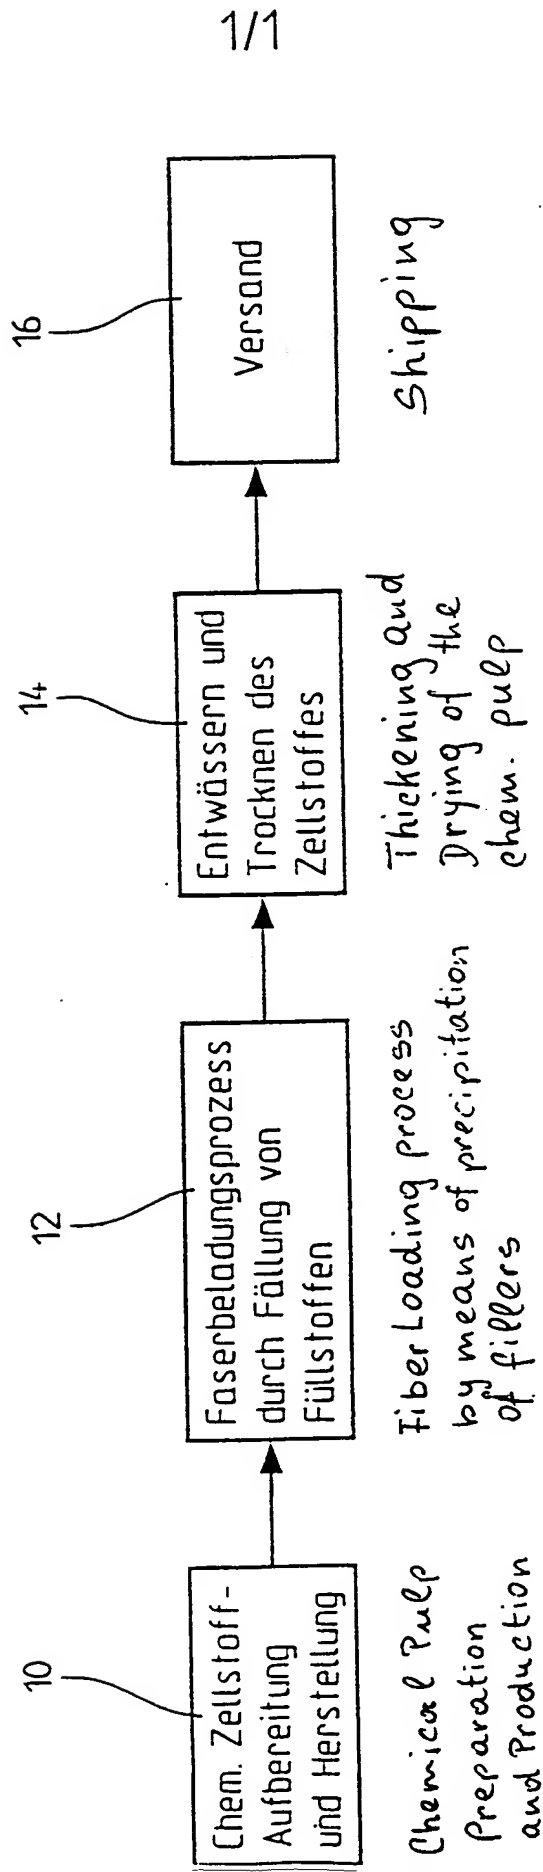 1/1
10
Chem. Zellstoff-
Aufbereitung
und Herstellung
Chemical Pulp
Preparation
and Production
12
Faserbeladungsprozess
durch Fällung von
Füllstoffen
Fiber Loading process
by means of precipitation
of fillers
14
Entwässern und
Trocknen des
Zellstoffes
Thickening and
Drying of the
chem. pulp
16
Versand
Shipping